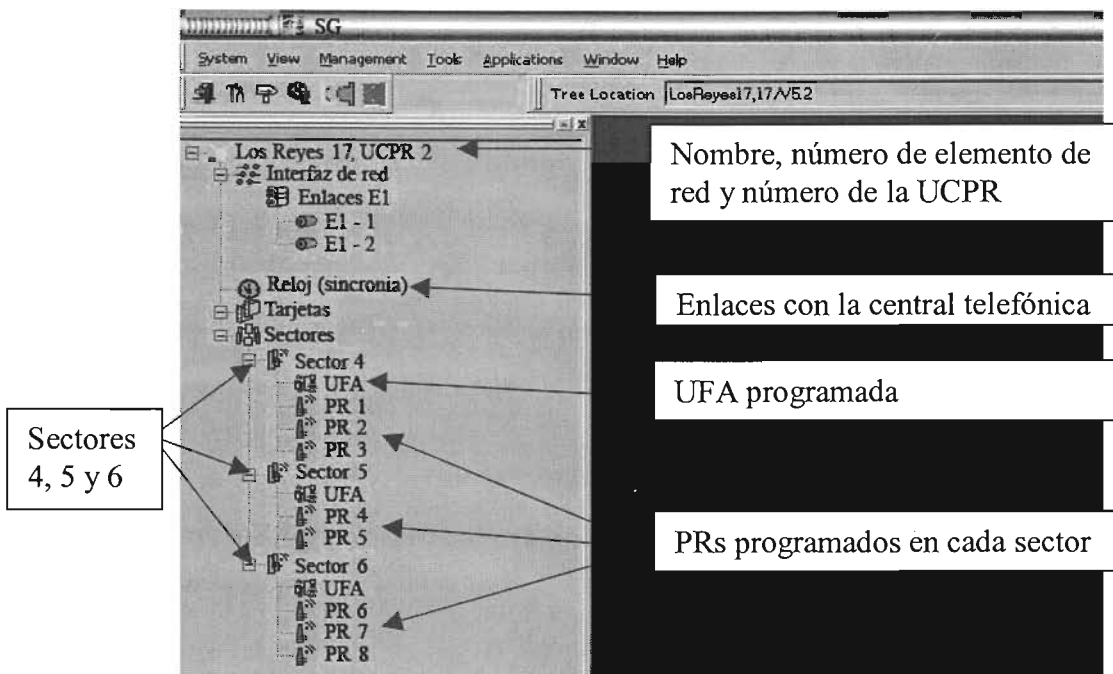 SG
System View Management Tools Applications Window Help
Tree Location LosReyes17,17/V5.2
Los Reyes 17, UCPR 2
Interfaz de red
Enlaces E1
E1 - 1
E1 - 2
Reloj (sincronia)
Tarjetas
Sectores
Sector 4
UFA
PR 1
PR 2
PR 3
Sector 5
UFA
PR 4
PR 5
Sector 6
UFA
PR 6
PR 7
PR 8
Sectores
4, 5 y 6
Nombre, número de elemento de
red y número de la UCPR
Enlaces con la central telefónica
UFA programada
PRs programados en cada sector